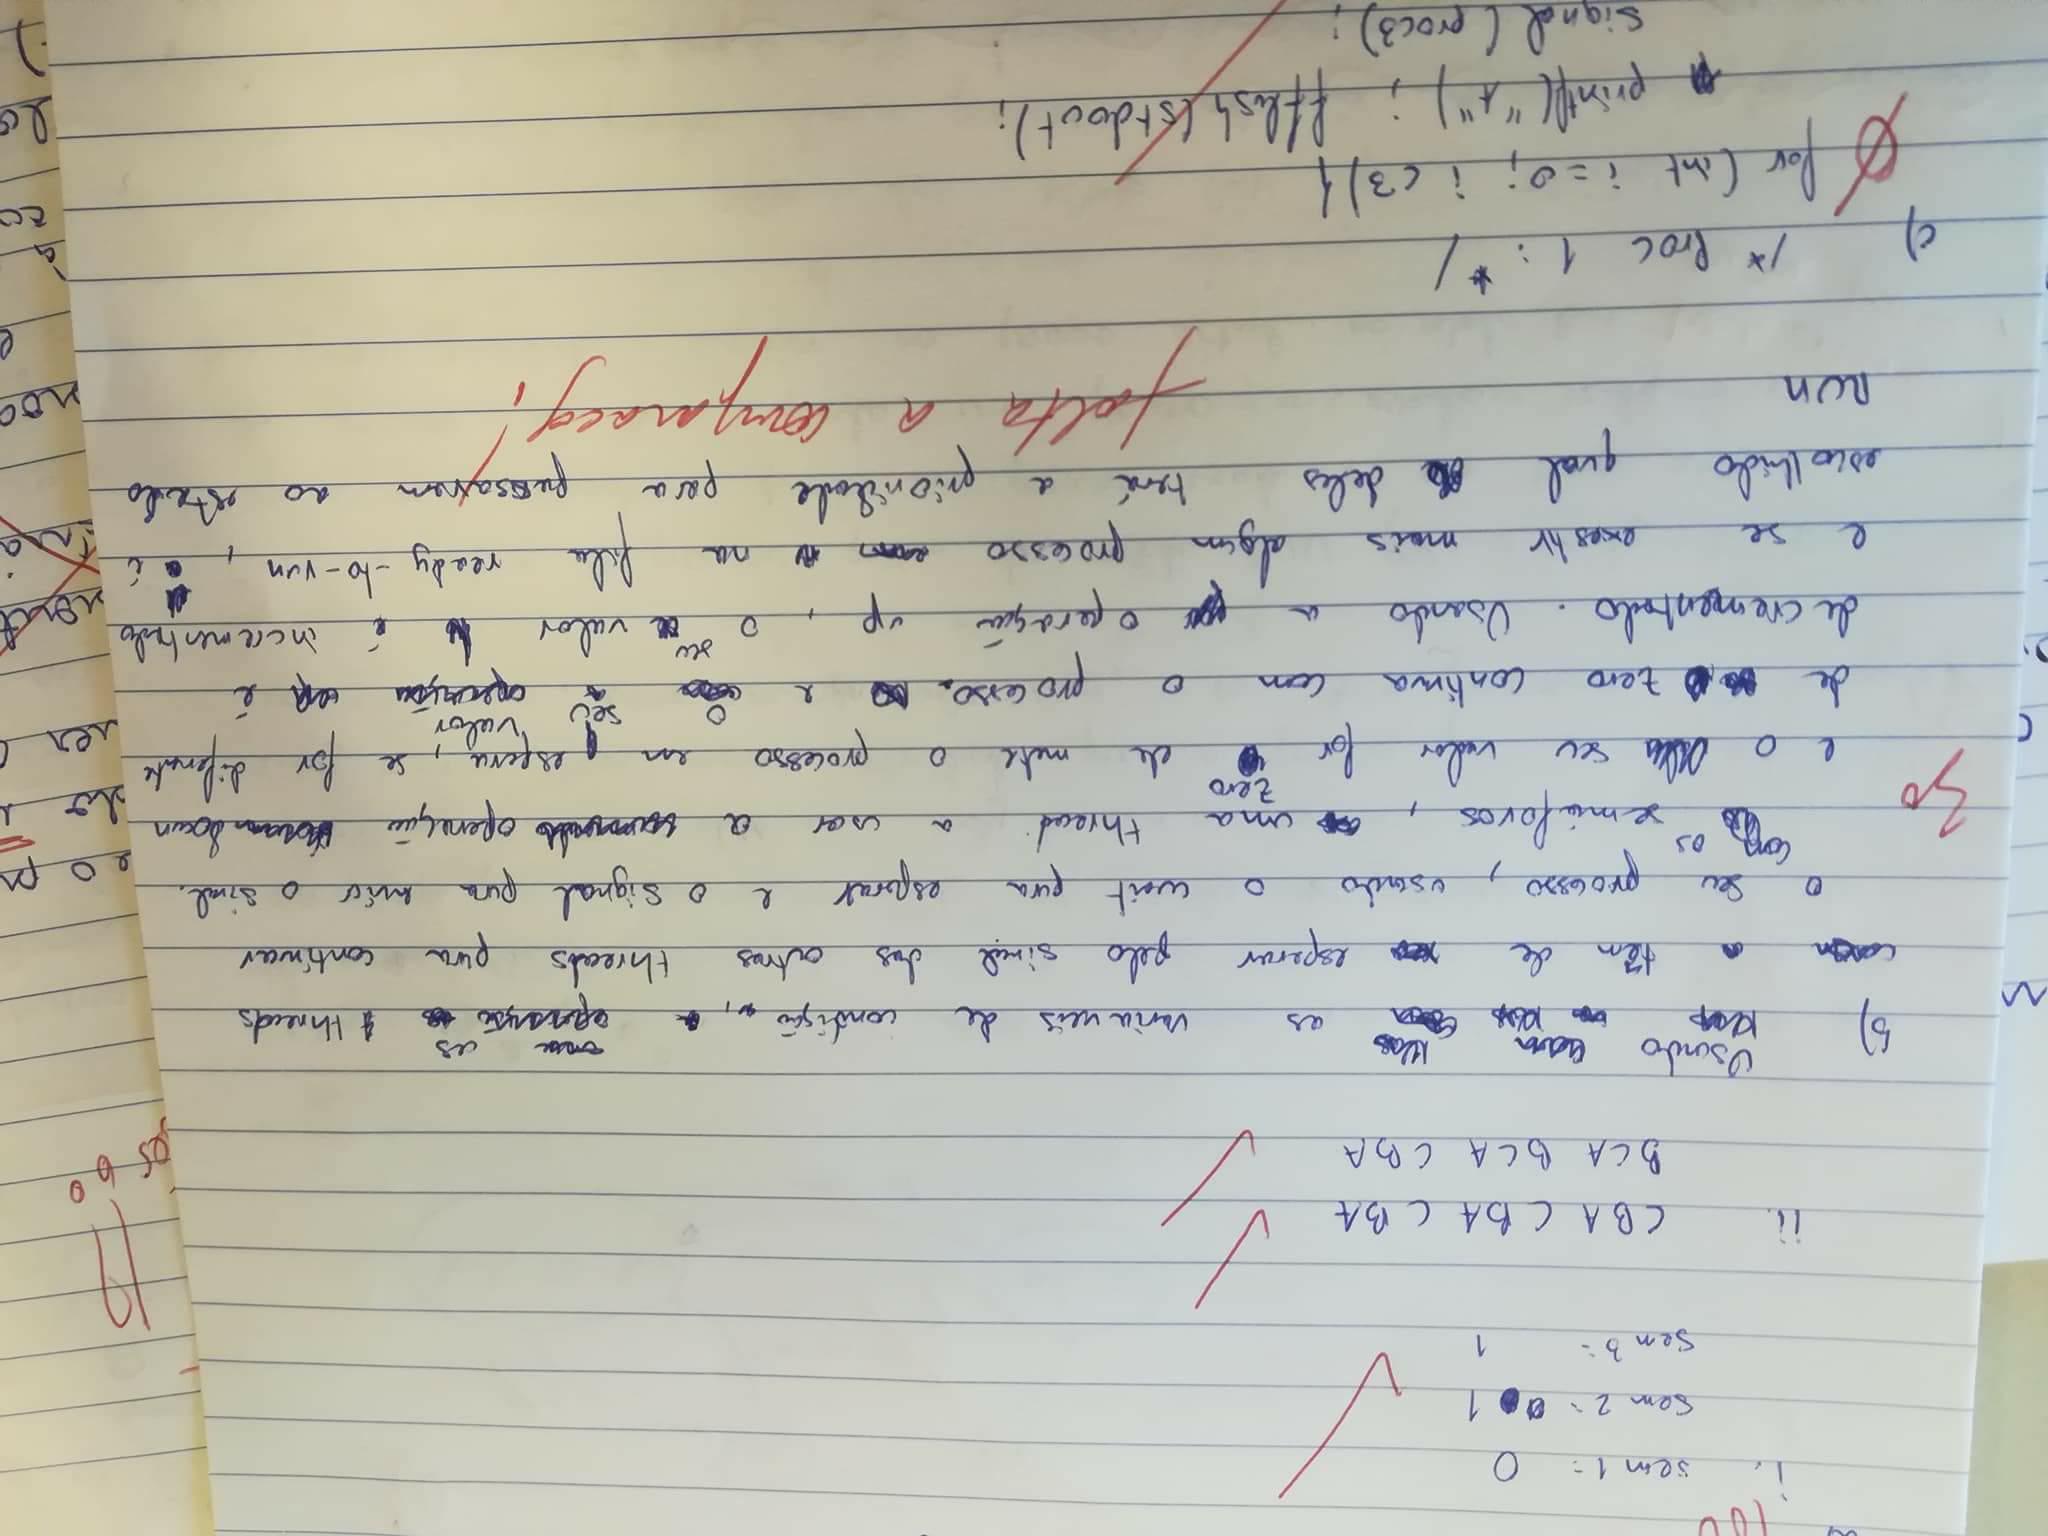 100
i. sem 1 = 0
sem 2 = 1
sem 3 = 1
ii. CBA CBA CBA
BCA BCA CBA
b) Usando as variaveis de condição, as threads
têm de esperar pelo sinal das outras threads para continuar
o seu processo, usando o wait para esperar e o signal para enviar o sinal.
Com os semáforos, uma thread a usar a operação down
30
e o seu valor for zero de mete o processo em espera, se for diferente
de zero continua com o processo. e o seu valor é
decrementado. Usando a operação up, o seu valor é incrementado
e se exestir mais algum processo na fila ready-to-run, é
escolhido qual deles terá a prioridade para passarem ao estado
RUN
falta a comparaçã!
c) /* Proc 1 : */
0
for (int i=0; i<3){
printf("A"); fflush(stdout);
signal(proc3);